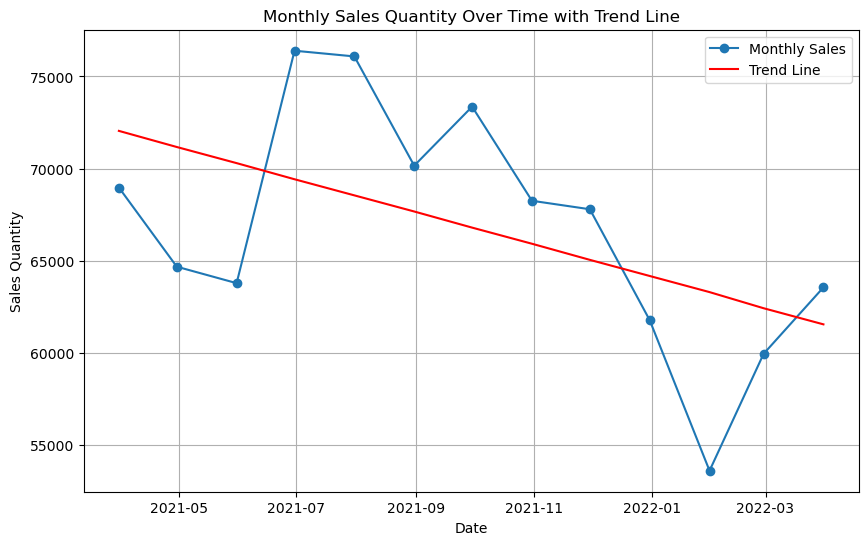 Monthly Sales Quantity Over Time with Trend Line
Monthly Sales
Trend Line
Sales Quantity
75000
70000
65000
60000
55000
2021-05 2021-07 2021-09 2021-11 2022-01 2022-03
Date